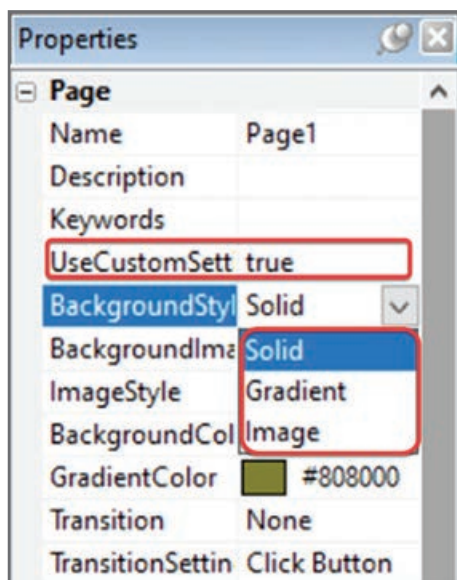 Properties
Page
Name Page1
Description
Keywords
UseCustomSett true
BackgroundStyl Solid
BackgroundIma Solid
ImageStyle Gradient
BackgroundCol Image
GradientColor #808000
Transition None
TransitionSettin Click Button